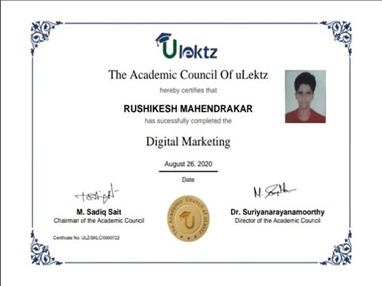 Ulektz
The Academic Council Of uLektz
hereby certifies that
RUSHIKESH MAHENDRAKAR
has sucessfully completed the
Digital Marketing
August 26, 2020
Date
M. Sadiq Sait
Chairman of the Academic Council
Dr. Suriyanarayanamoorthy
Director of the Academic Council
Certificate No: ULZ/SKLC/0000722